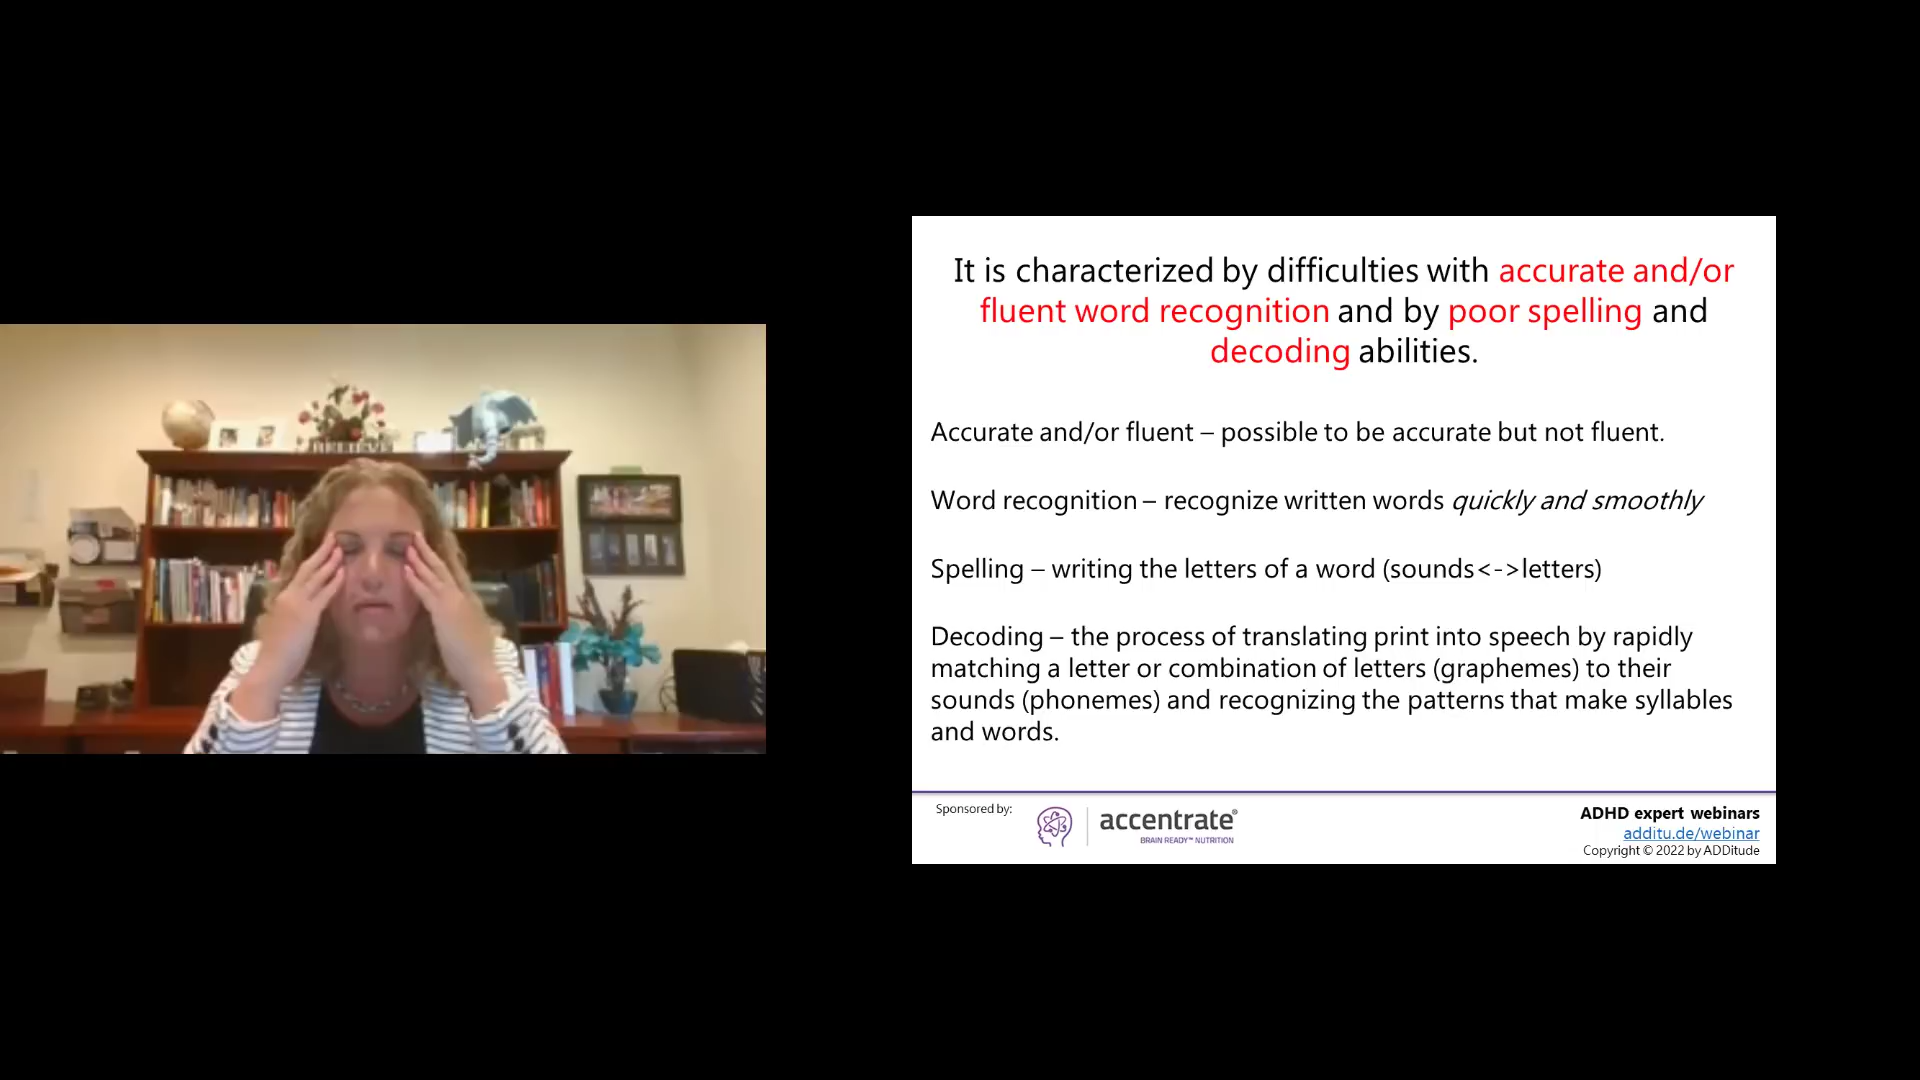 It is characterized by difficulties with accurate and/or
fluent word recognition and by poor spelling and
decoding abilities.
Accurate and/or fluent – possible to be accurate but not fluent.
Word recognition – recognize written words quickly and smoothly
Spelling – writing the letters of a word (sounds<->letters)
Decoding – the process of translating print into speech by rapidly
matching a letter or combination of letters (graphemes) to their
sounds (phonemes) and recognizing the patterns that make syllables
and words.
Sponsored by:
accentrate®
BRAIN READY™ NUTRITION
ADHD expert webinars
additu.de/webinar
Copyright © 2022 by ADDitude